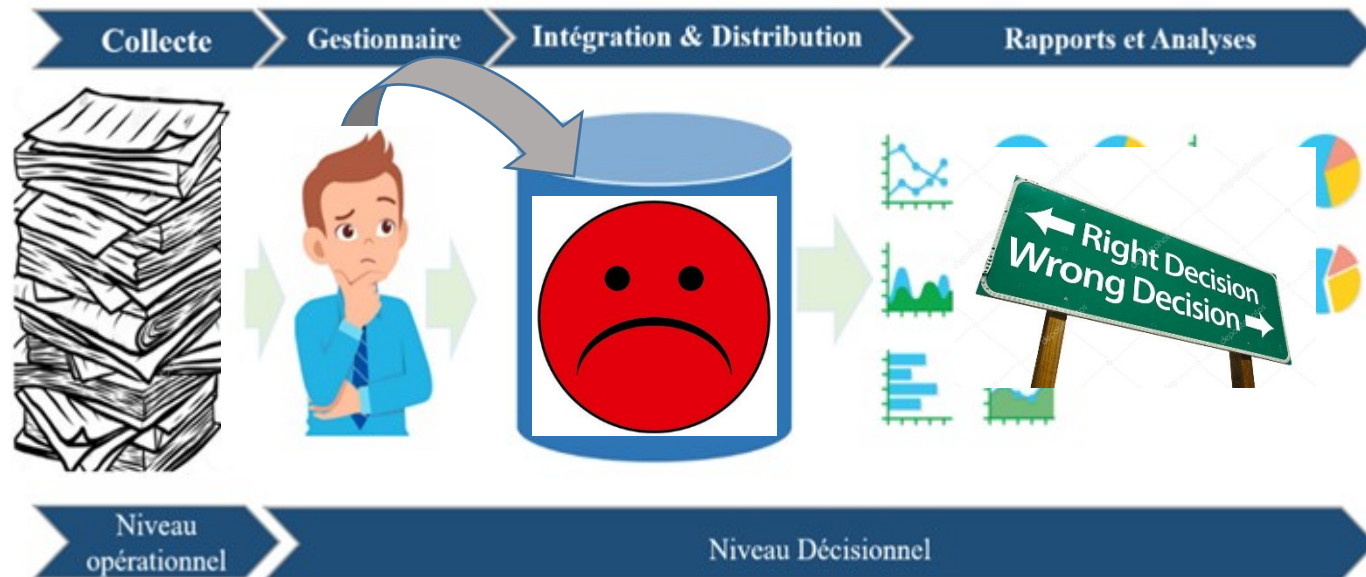 Collecte
Gestionnaire
Intégration & Distribution
Rapports et Analyses
Right Decision
Wrong Decision
Niveau
opérationnel
Niveau Décisionnel